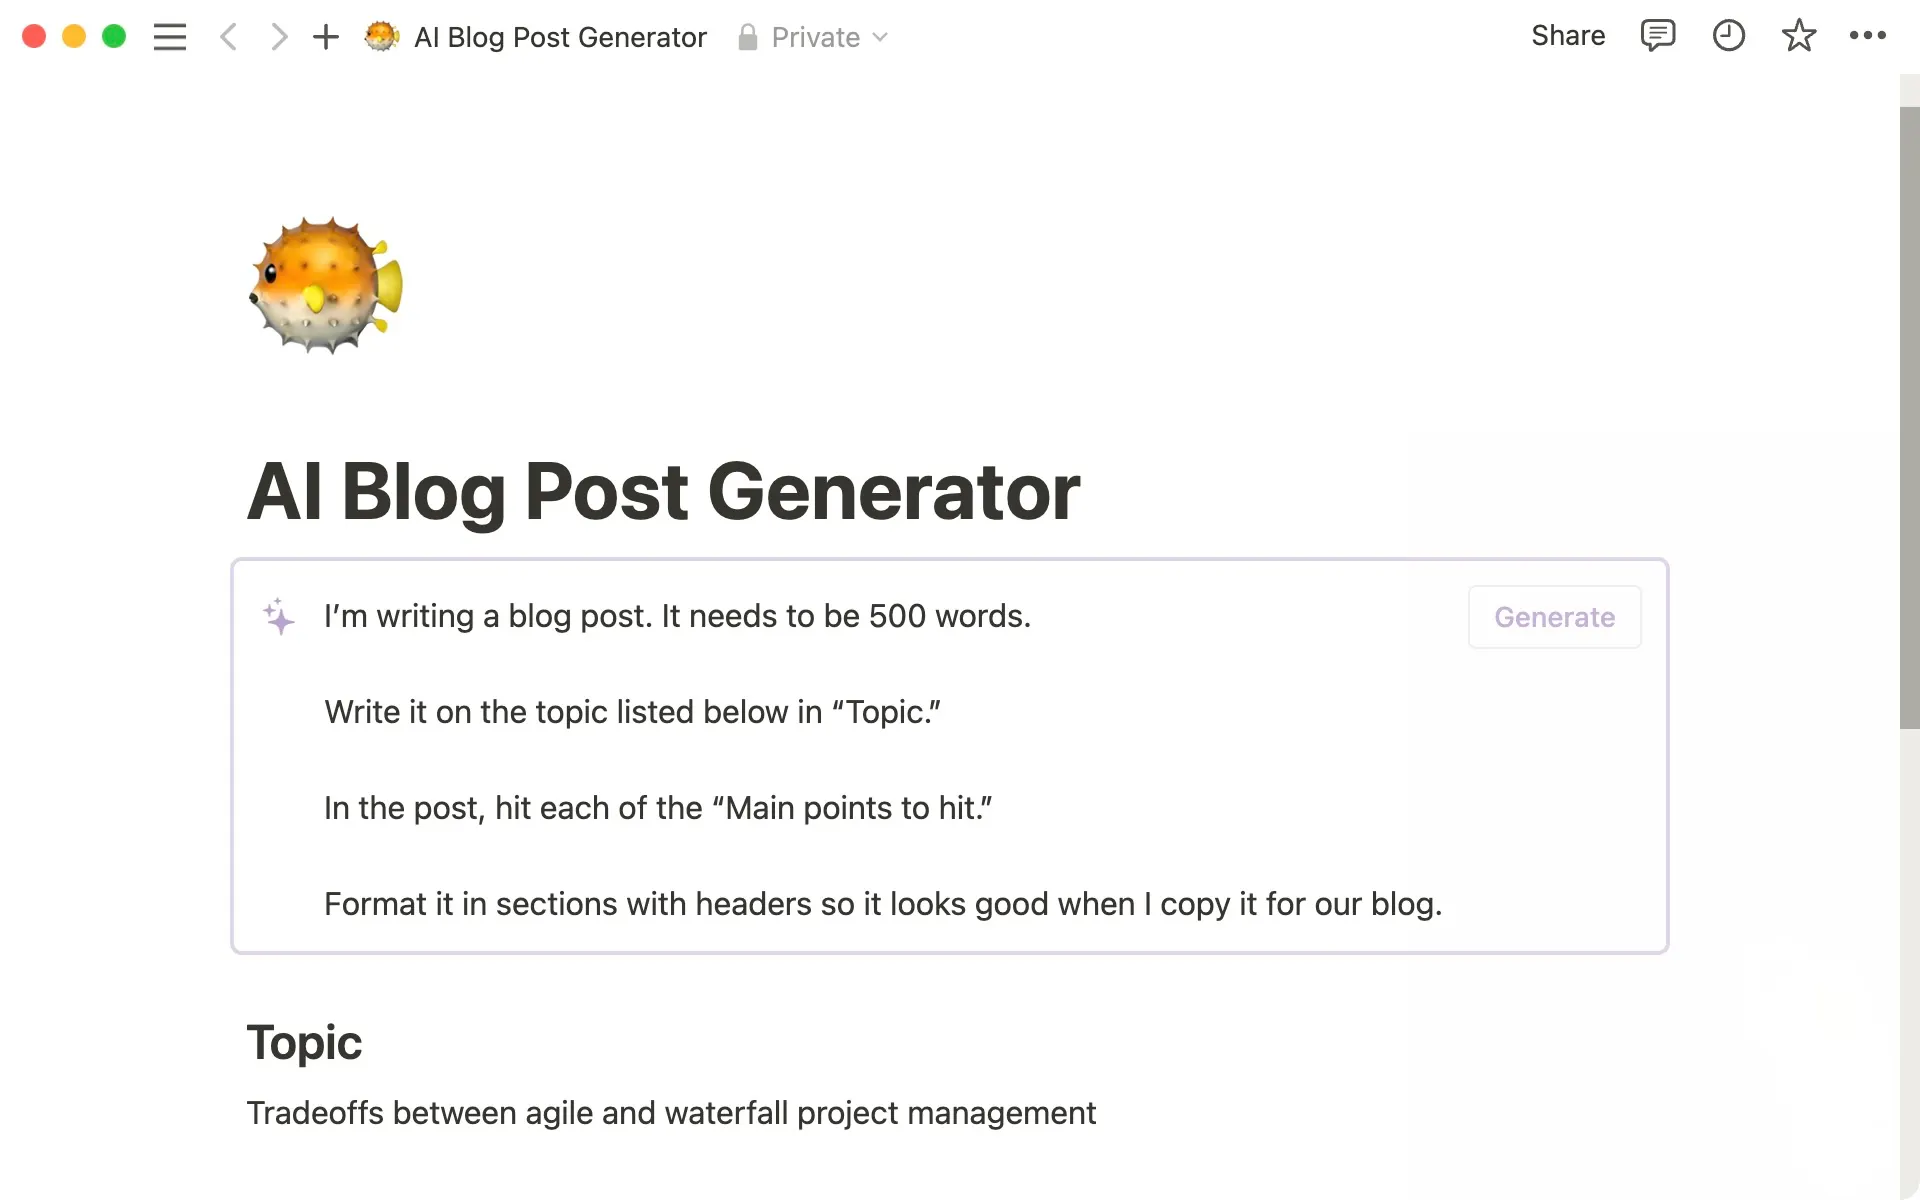 AI Blog Post Generator Private Share
AI Blog Post Generator
I’m writing a blog post. It needs to be 500 words.
Generate
Write it on the topic listed below in “Topic.”
In the post, hit each of the “Main points to hit.”
Format it in sections with headers so it looks good when I copy it for our blog.
Topic
Tradeoffs between agile and waterfall project management